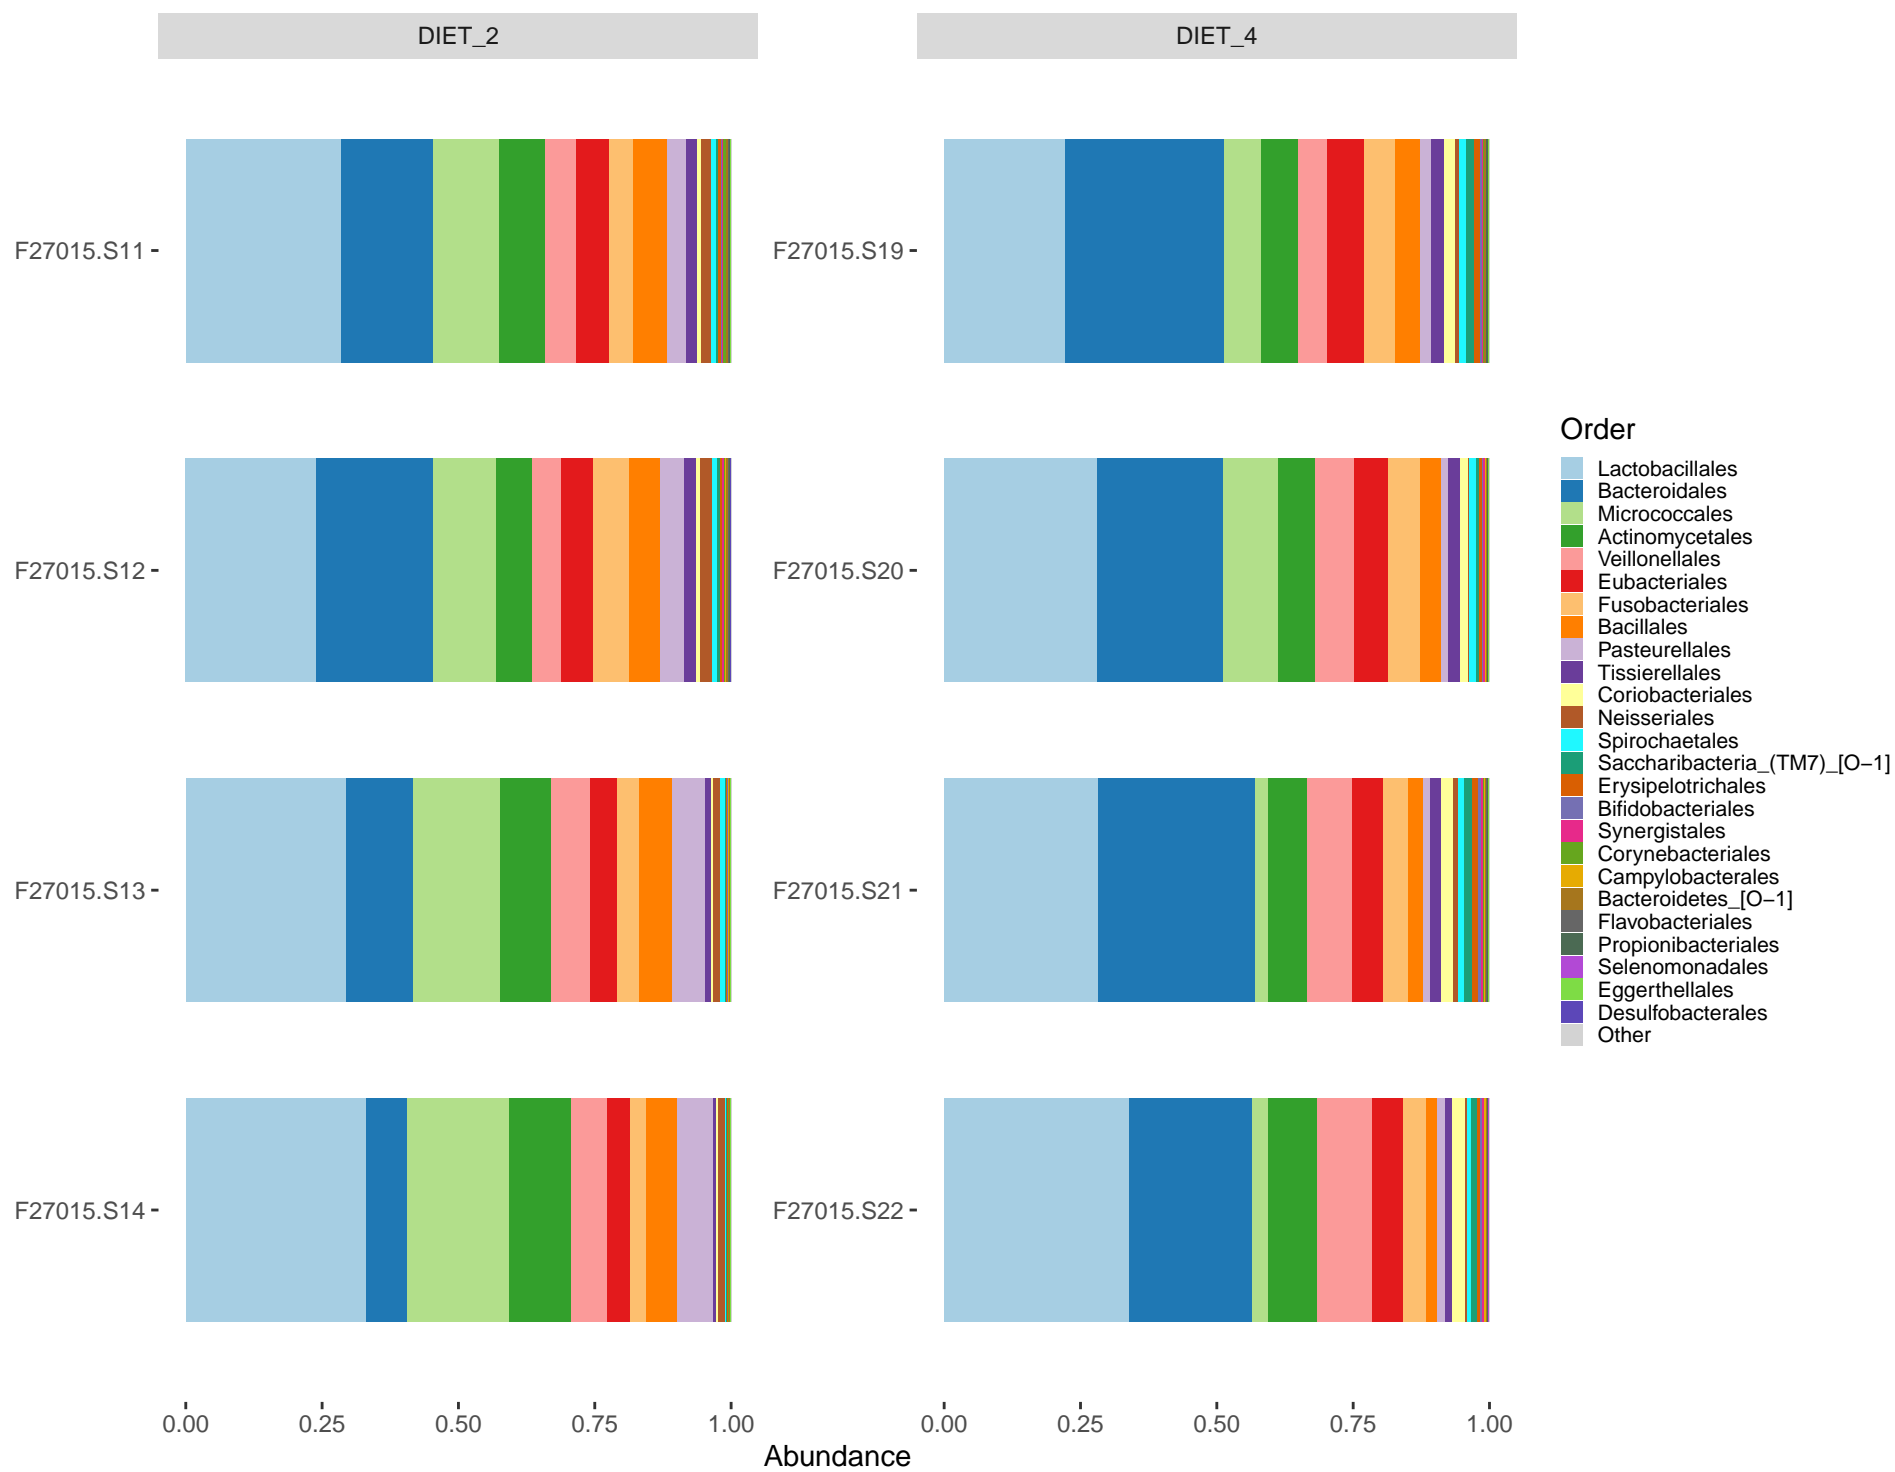 DIET_2
DIET_4
F27015.S11
F27015.S19
F27015.S12
F27015.S20
F27015.S13
F27015.S21
F27015.S14
F27015.S22
0.00 0.25 0.50 0.75 1.00
0.00 0.25 0.50 0.75 1.00
Abundance
Order
Lactobacillales
Bacteroidales
Micrococcales
Actinomycetales
Veillonellales
Eubacteriales
Fusobacteriales
Bacillales
Pasteurellales
Tissierellales
Coriobacteriales
Neisseriales
Spirochaetales
Saccharibacteria_(TM7)_[O−1]
Erysipelotrichales
Bifidobacteriales
Synergistales
Corynebacteriales
Campylobacterales
Bacteroidetes_[O−1]
Flavobacteriales
Propionibacteriales
Selenomonadales
Eggerthellales
Desulfobacterales
Other